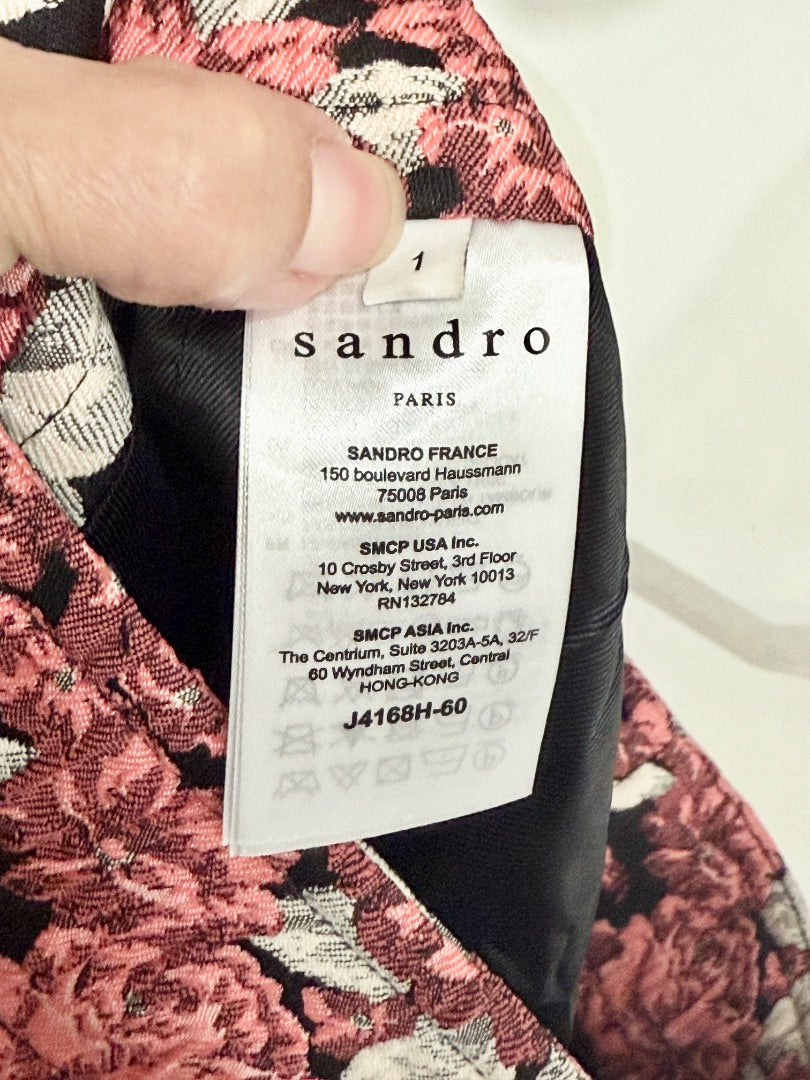 1
sandro
PARIS
SANDRO FRANCE
150 boulevard Haussmann
75008 Paris
www.sandro-paris.com
SMCP USA Inc.
10 Crosby Street, 3rd Floor
New York, New York 10013
RN132784
SMCP ASIA Inc.
The Centrium, Suite 3203A-5A, 32/F
60 Wyndham Street, Central
HONG-KONG
J4168H-60